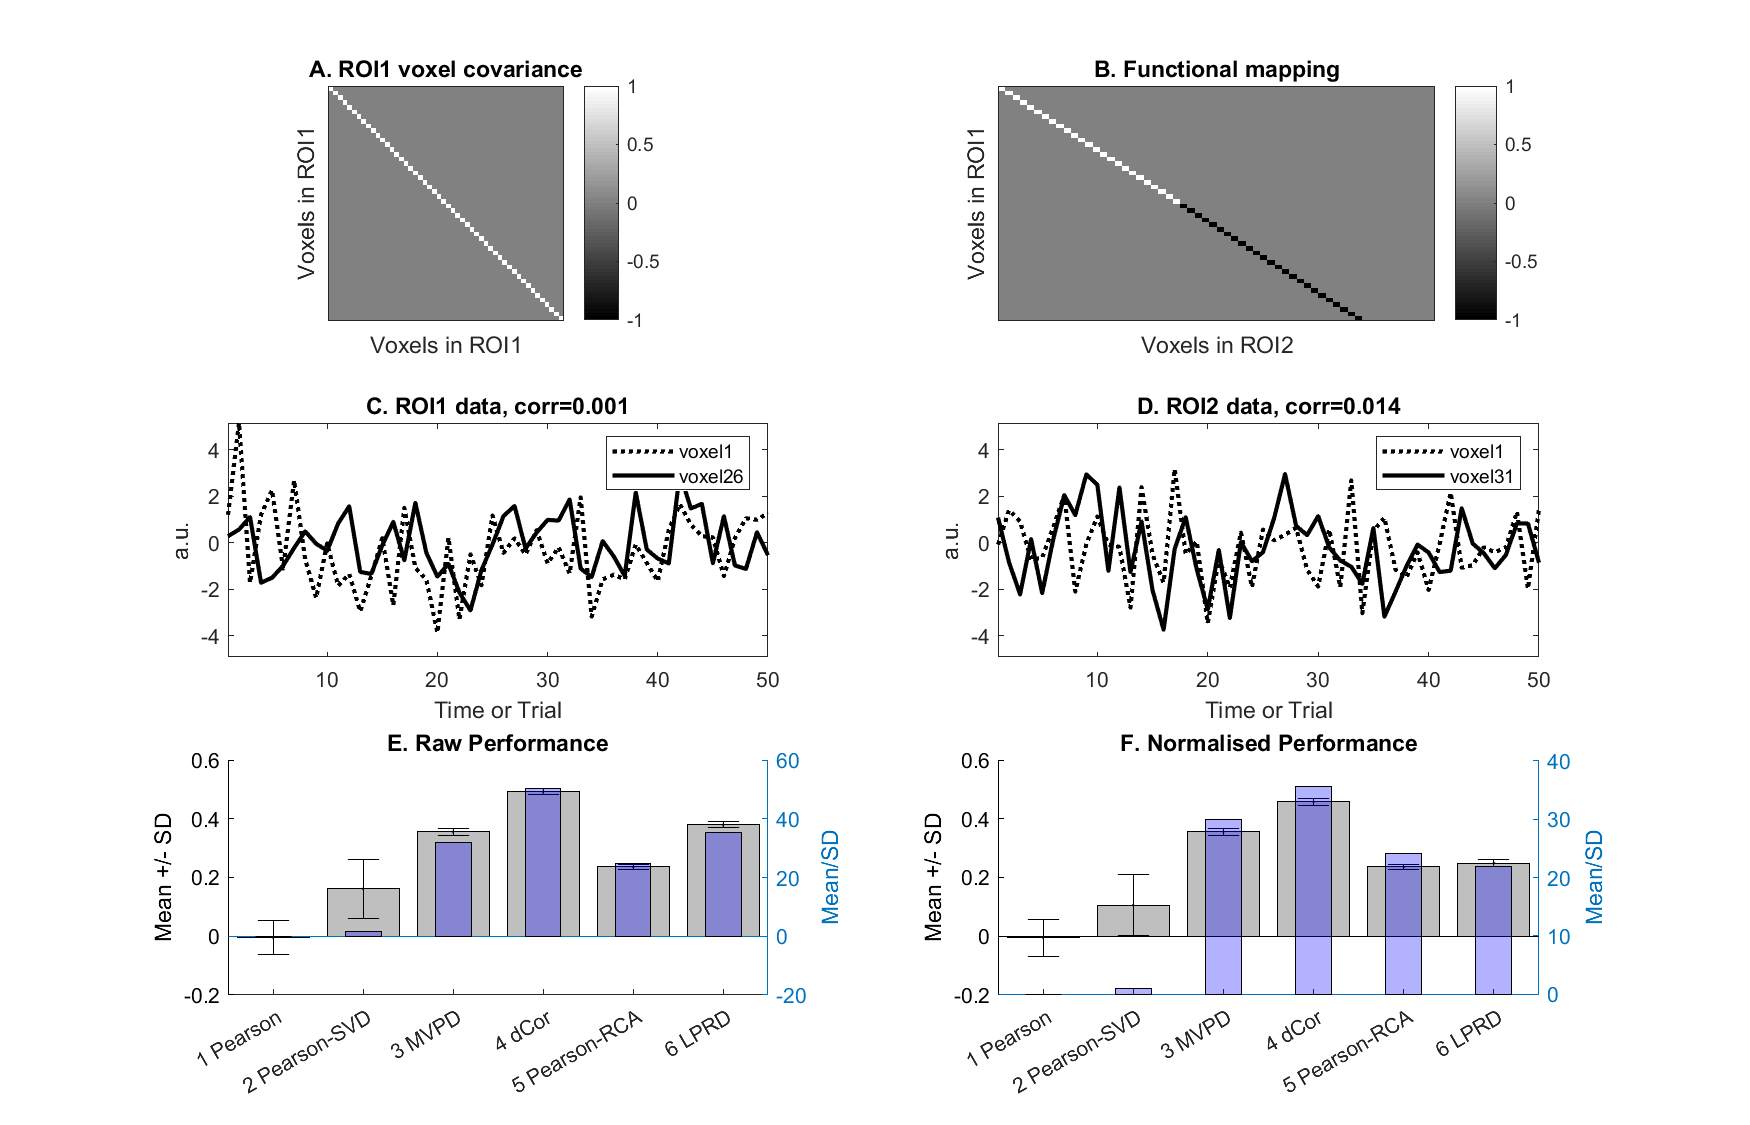 A. ROI1 voxel covariance
Voxels in ROI1
1
0.5
0
-0.5
-1
Voxels in ROI1
B. Functional mapping
Voxels in ROI1
1
0.5
0
-0.5
-1
Voxels in ROI2
C. ROI1 data, corr=0.001
a.u.
4
2
0
-2
-4
voxel1
voxel26
10 20 30 40 50
Time or Trial
D. ROI2 data, corr=0.014
a.u.
4
2
0
-2
-4
voxel1
voxel31
10 20 30 40 50
Time or Trial
E. Raw Performance
Mean +/- SD
0.6
0.4
0.2
0
-0.2
60
40
20
0
-20
Mean/SD
1 Pearson
2 Pearson-SVD
3 MVPD
4 dCor
5 Pearson-RCA
6 LPRD
F. Normalised Performance
Mean +/- SD
0.6
0.4
0.2
0
-0.2
40
30
20
10
0
Mean/SD
1 Pearson
2 Pearson-SVD
3 MVPD
4 dCor
5 Pearson-RCA
6 LPRD